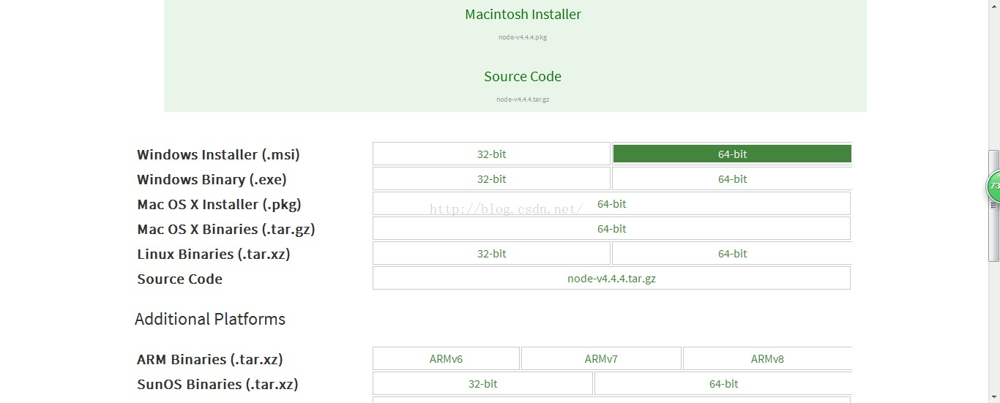 Macintosh Installer
node-v4.4.4.pkg
Source Code
node-v4.4.4.tar.gz
Windows Installer (.msi) 32-bit 64-bit
Windows Binary (.exe) 32-bit 64-bit
Mac OS X Installer (.pkg) 64-bit
http://blog.csdn.net/
Mac OS X Binaries (.tar.gz) 64-bit
Linux Binaries (.tar.xz) 32-bit 64-bit
Source Code node-v4.4.4.tar.gz
Additional Platforms
ARM Binaries (.tar.xz) ARMv6 ARMv7 ARMv8
SunOS Binaries (.tar.xz) 32-bit 64-bit